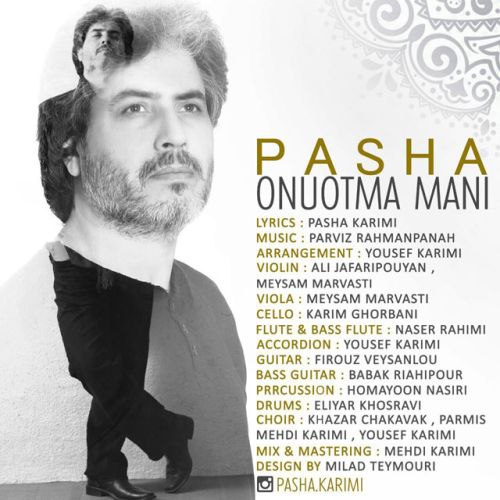 PASHA
ONUOTMA MANI
LYRICS : PASHA KARIMI
MUSIC : PARVIZ RAHMANPANAH
ARRANGEMENT : YOUSEF KARIMI
VIOLIN : ALI JAFARIPOUYAN ,
MEYSAM MARVASTI
VIOLA : MEYSAM MARVASTI
CELLO : KARIM GHORBANI
FLUTE & BASS FLUTE : NASER RAHIMI
ACCORDION : YOUSEF KARIMI
GUITAR : FIROUZ VEYSANLOU
BASS GUITAR : BABAK RIAHIPOUR
PRRCUSSION : HOMAYOON NASIRI
DRUMS : ELIYAR KHOSRAVI
CHOIR : KHAZAR CHAKAVAK , PARMIS
MEHDI KARIMI , YOUSEF KARIMI
MIX & MASTERING : MEHDI KARIMI
DESIGN BY MILAD TEYMOURI
PASHA.KARIMI